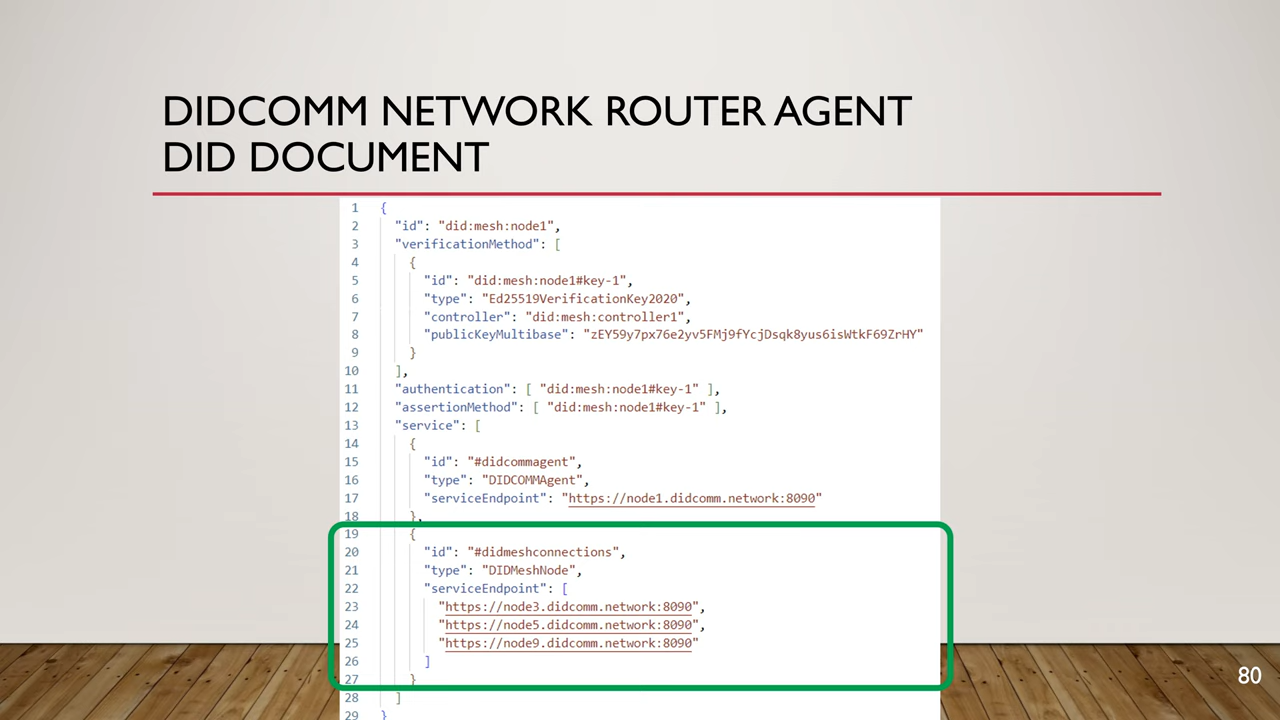 DIDCOMM NETWORK ROUTER AGENT
DID DOCUMENT
1 {
2 "id": "did:mesh:node1",
3 "verificationMethod": [
4 {
5 "id": "did:mesh:node1#key-1",
6 "type": "Ed25519VerificationKey2020",
7 "controller": "did:mesh:controller1",
8 "publicKeyMultibase": "zEY59y7px76e2yv5FMj9fYcjDsqk8yus6isWtkF69ZrHY"
9 }
10 ],
11 "authentication": [ "did:mesh:node1#key-1" ],
12 "assertionMethod": [ "did:mesh:node1#key-1" ],
13 "service": [
14 {
15 "id": "#didcommagent",
16 "type": "DIDCOMMAgent",
17 "serviceEndpoint": "https://node1.didcomm.network:8090"
18 },
19 {
20 "id": "#didmeshconnections",
21 "type": "DIDMeshNode",
22 "serviceEndpoint": [
23 "https://node3.didcomm.network:8090",
24 "https://node5.didcomm.network:8090",
25 "https://node9.didcomm.network:8090"
26 ]
27 }
28 ]
29 }
80